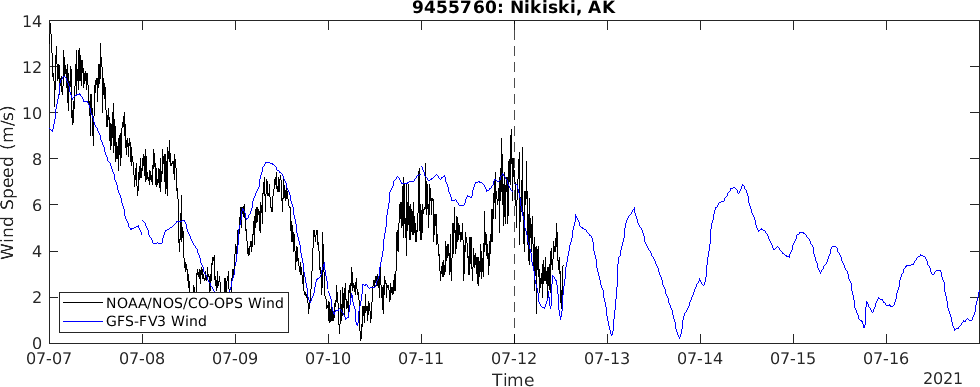 9455760: Nikiski, AK
14
12
10
8
6
4
2
0
Wind Speed (m/s)
NOAA/NOS/CO-OPS Wind
GFS-FV3 Wind
07-07 07-08 07-09 07-10 07-11 07-12 07-13 07-14 07-15 07-16
Time
2021